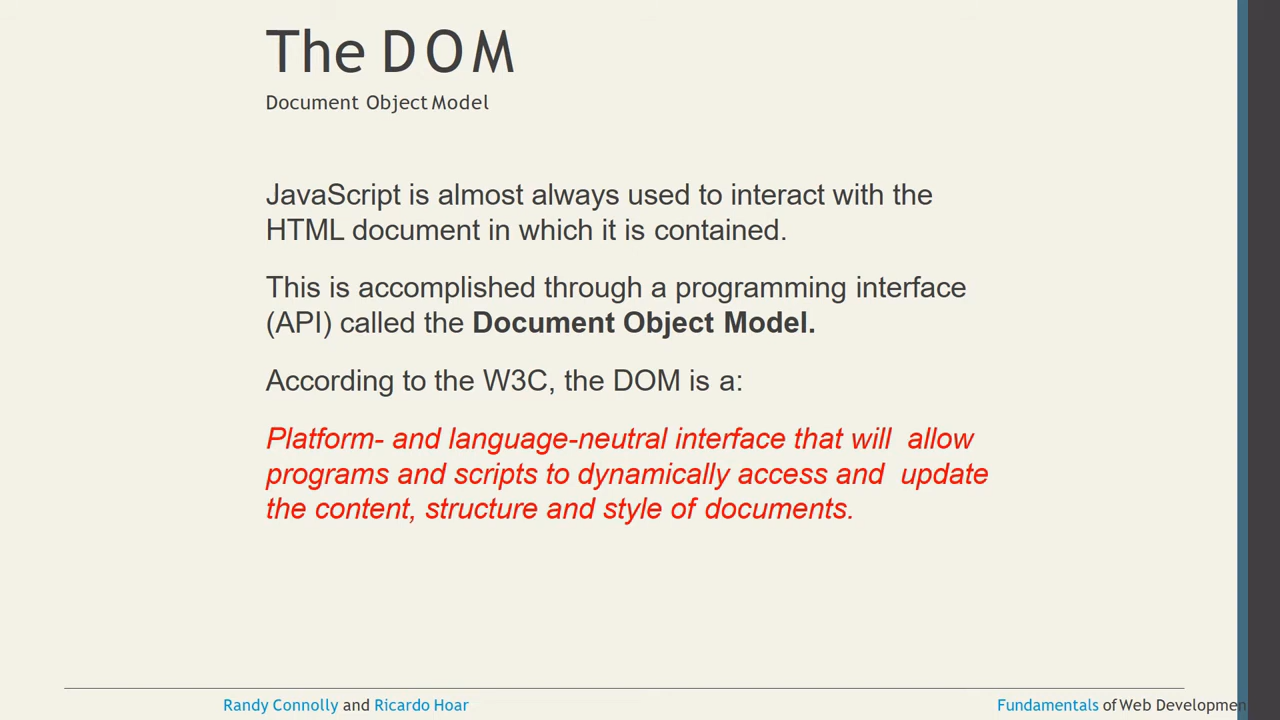 The DOM
Document Object Model
JavaScript is almost always used to interact with the
HTML document in which it is contained.
This is accomplished through a programming interface
(API) called the Document Object Model.
According to the W3C, the DOM is a:
Platform- and language-neutral interface that will allow
programs and scripts to dynamically access and update
the content, structure and style of documents.
Randy Connolly and Ricardo Hoar
Fundamentals of Web Developmen